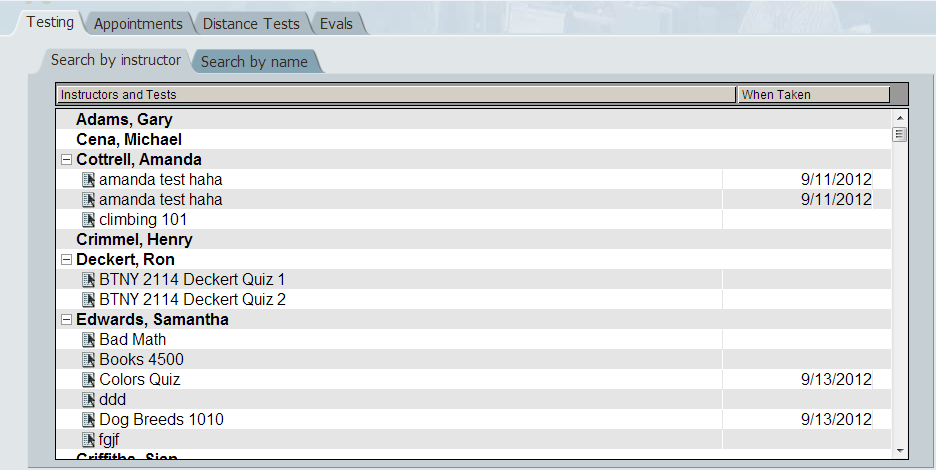 Testing Appointments Distance Tests Evals
Search by instructor Search by name
Instructors and Tests When Taken
Adams, Gary
Cena, Michael
Cottrell, Amanda
amanda test haha 9/11/2012
amanda test haha 9/11/2012
climbing 101
Crimmel, Henry
Deckert, Ron
BTNY 2114 Deckert Quiz 1
BTNY 2114 Deckert Quiz 2
Edwards, Samantha
Bad Math
Books 4500
Colors Quiz 9/13/2012
ddd
Dog Breeds 1010 9/13/2012
fgjf
Griffiths, Sian